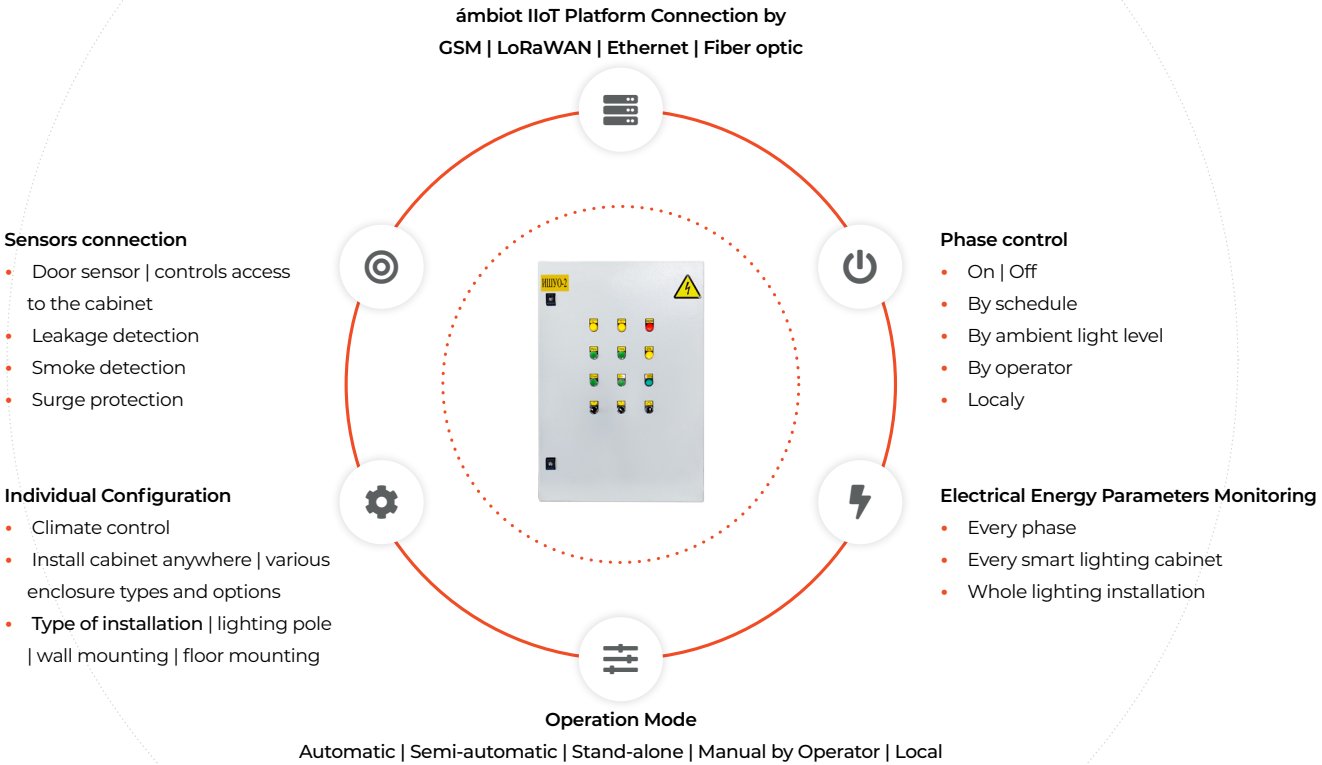 ámbiot IIoT Platform Connection by
GSM | LoRaWAN | Ethernet | Fiber optic
Sensors connection
• Door sensor | controls access
to the cabinet
• Leakage detection
• Smoke detection
• Surge protection
Phase control
• On | Off
• By schedule
• By ambient light level
• By operator
• Localy
ИШУО-2
Individual Configuration
• Climate control
• Install cabinet anywhere | various
enclosure types and options
• Type of installation | lighting pole
| wall mounting | floor mounting
Electrical Energy Parameters Monitoring
• Every phase
• Every smart lighting cabinet
• Whole lighting installation
Operation Mode
Automatic | Semi-automatic | Stand-alone | Manual by Operator | Local